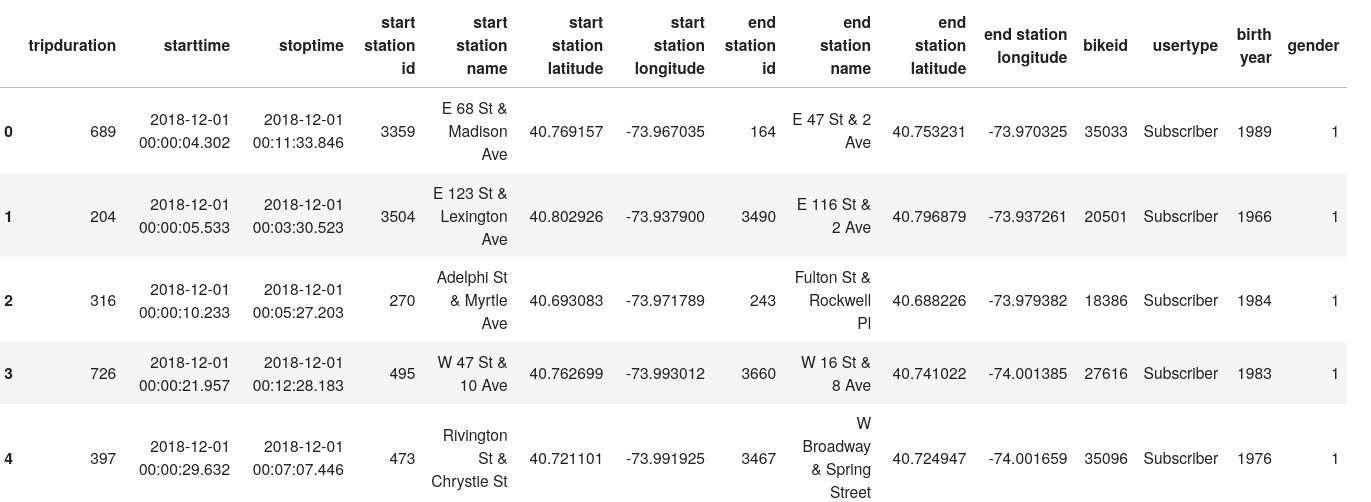 tripduration starttime stoptime start station id start station name start station latitude start station longitude end station id end station name end station latitude end station longitude bikeid usertype birth year gender
0 689 2018-12-01 00:00:04.302 2018-12-01 00:11:33.846 3359 E 68 St & Madison Ave 40.769157 -73.967035 164 E 47 St & 2 Ave 40.753231 -73.970325 35033 Subscriber 1989 1
1 204 2018-12-01 00:00:05.533 2018-12-01 00:03:30.523 3504 E 123 St & Lexington Ave 40.802926 -73.937900 3490 E 116 St & 2 Ave 40.796879 -73.937261 20501 Subscriber 1966 1
2 316 2018-12-01 00:00:10.233 2018-12-01 00:05:27.203 270 Adelphi St & Myrtle Ave 40.693083 -73.971789 243 Fulton St & Rockwell Pl 40.688226 -73.979382 18386 Subscriber 1984 1
3 726 2018-12-01 00:00:21.957 2018-12-01 00:12:28.183 495 W 47 St & 10 Ave 40.762699 -73.993012 3660 W 16 St & 8 Ave 40.741022 -74.001385 27616 Subscriber 1983 1
4 397 2018-12-01 00:00:29.632 2018-12-01 00:07:07.446 473 Rivington St & Chrystie St 40.721101 -73.991925 3467 W Broadway & Spring Street 40.724947 -74.001659 35096 Subscriber 1976 1